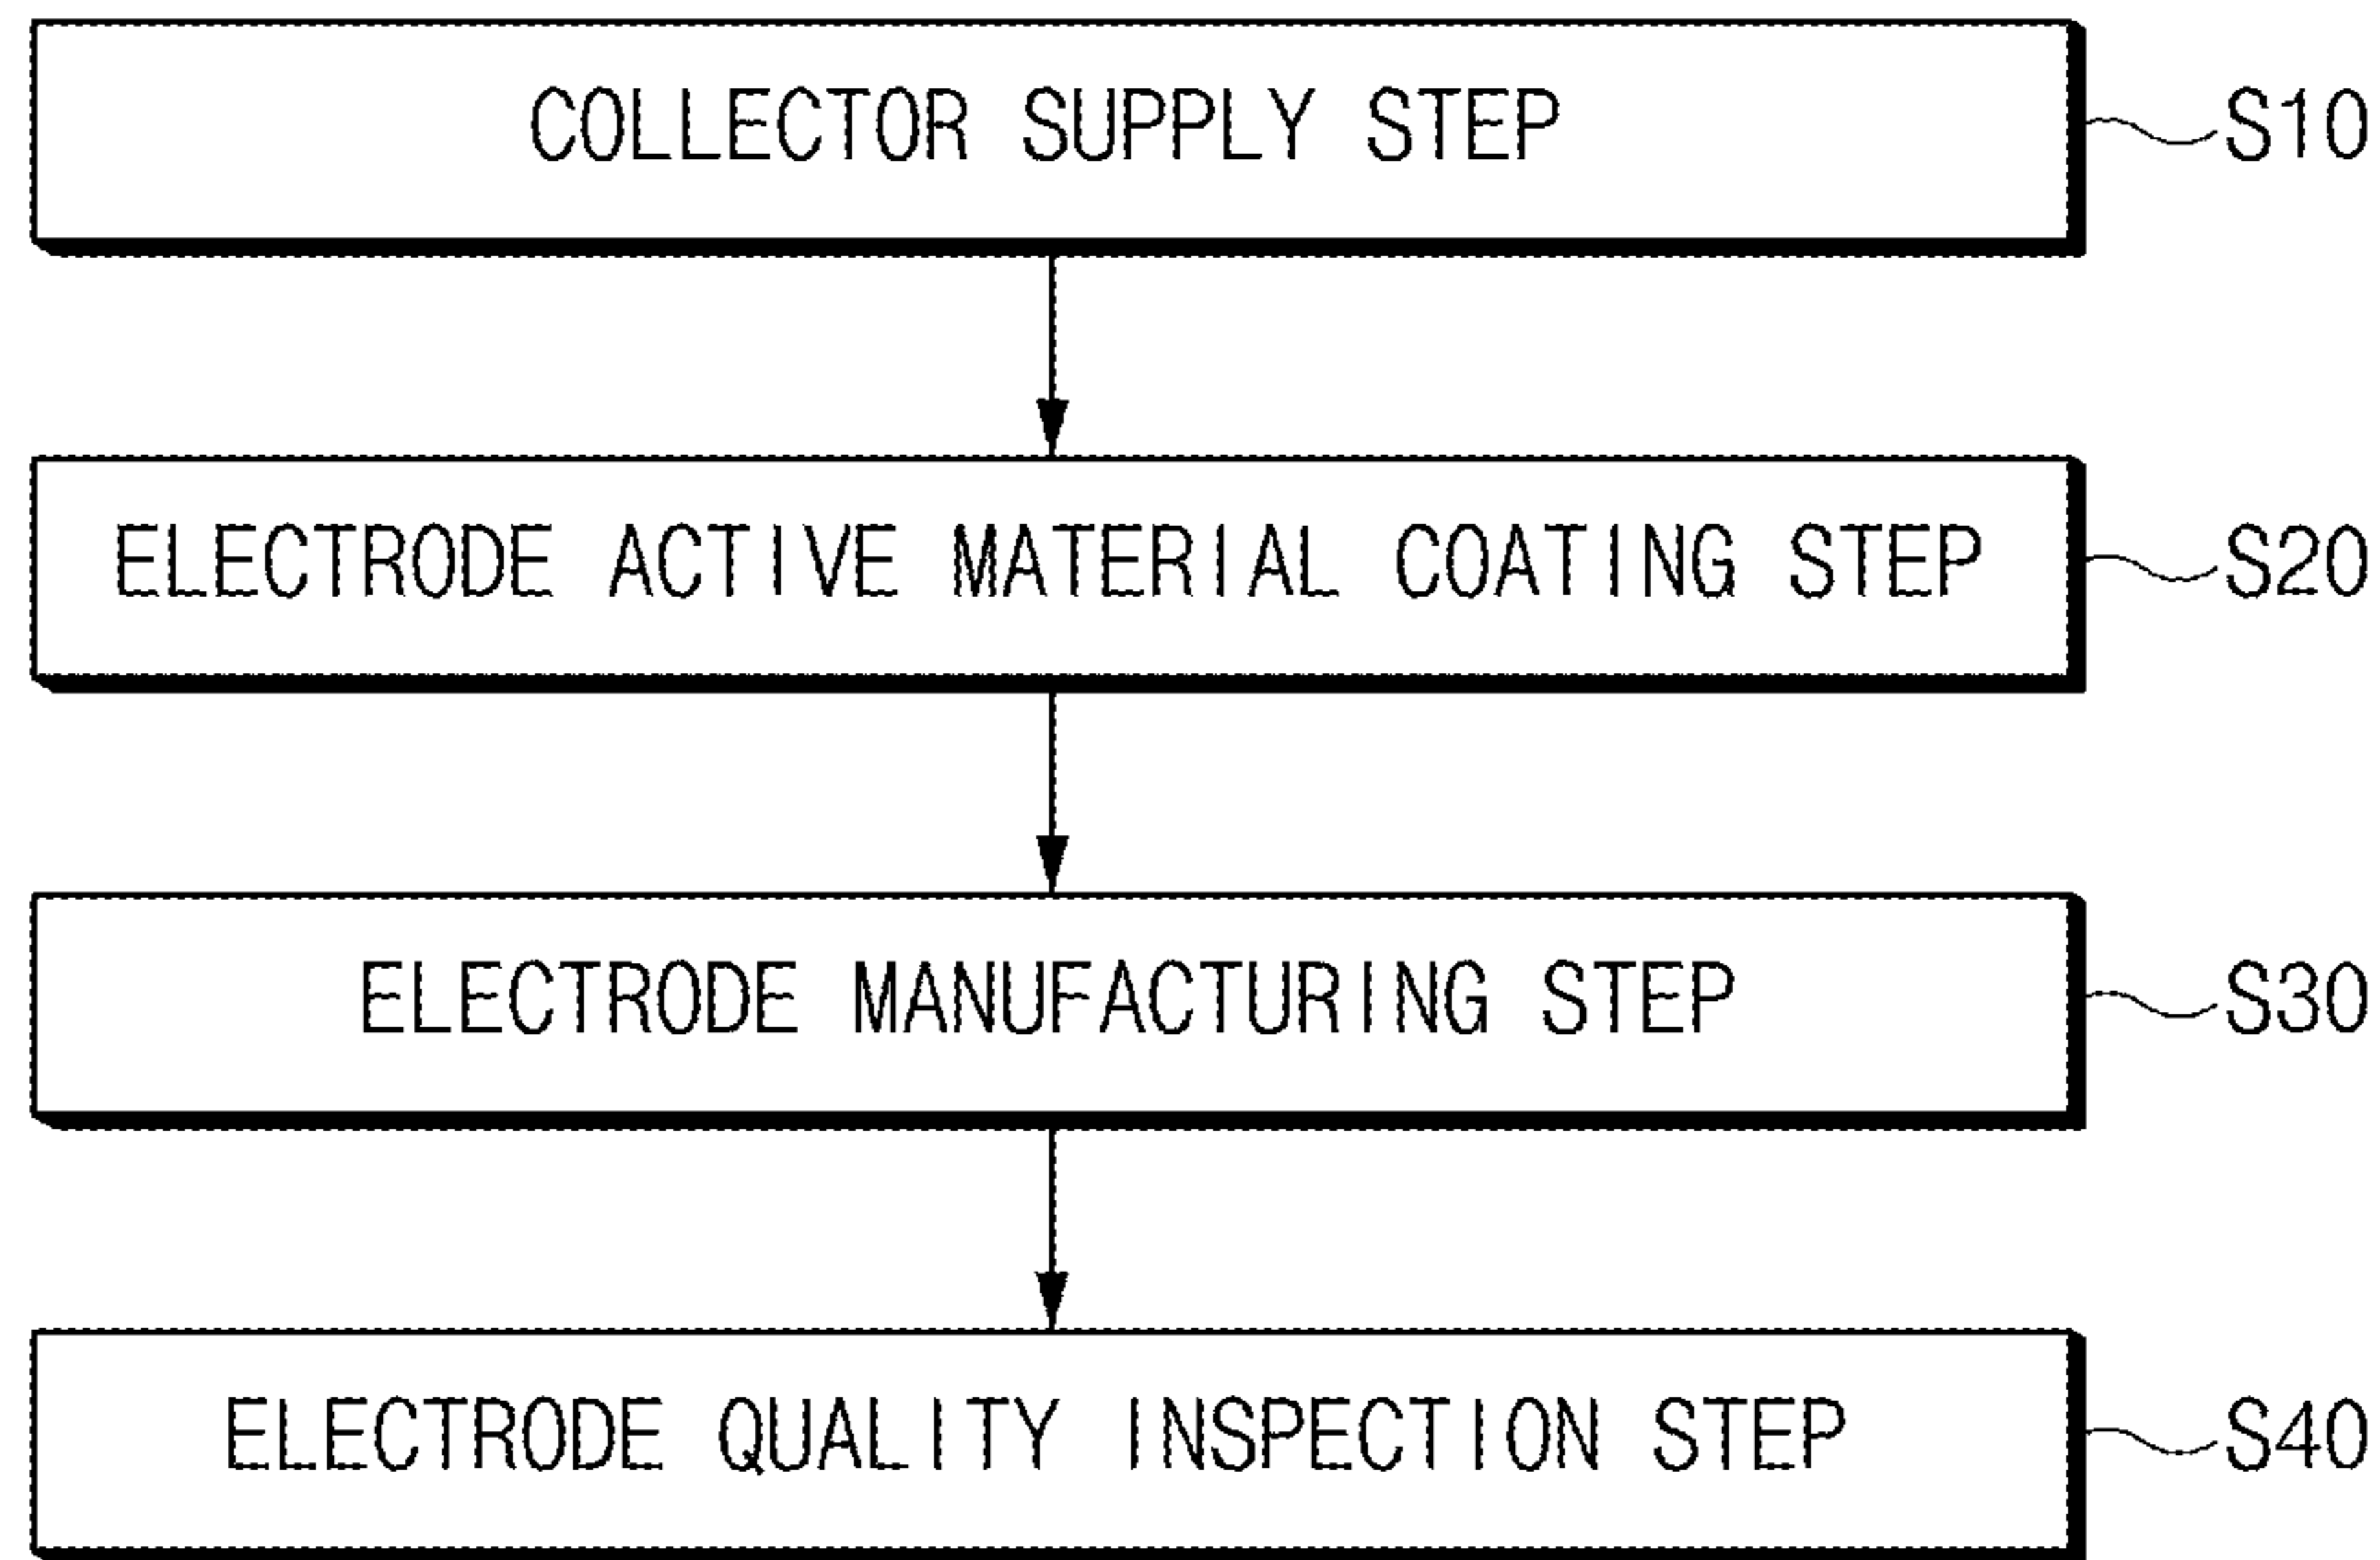 COLLECTOR SUPPLY STEP S10
ELECTRODE ACTIVE MATERIAL COATING STEP S20
ELECTRODE MANUFACTURING STEP S30
ELECTRODE QUALITY INSPECTION STEP S40